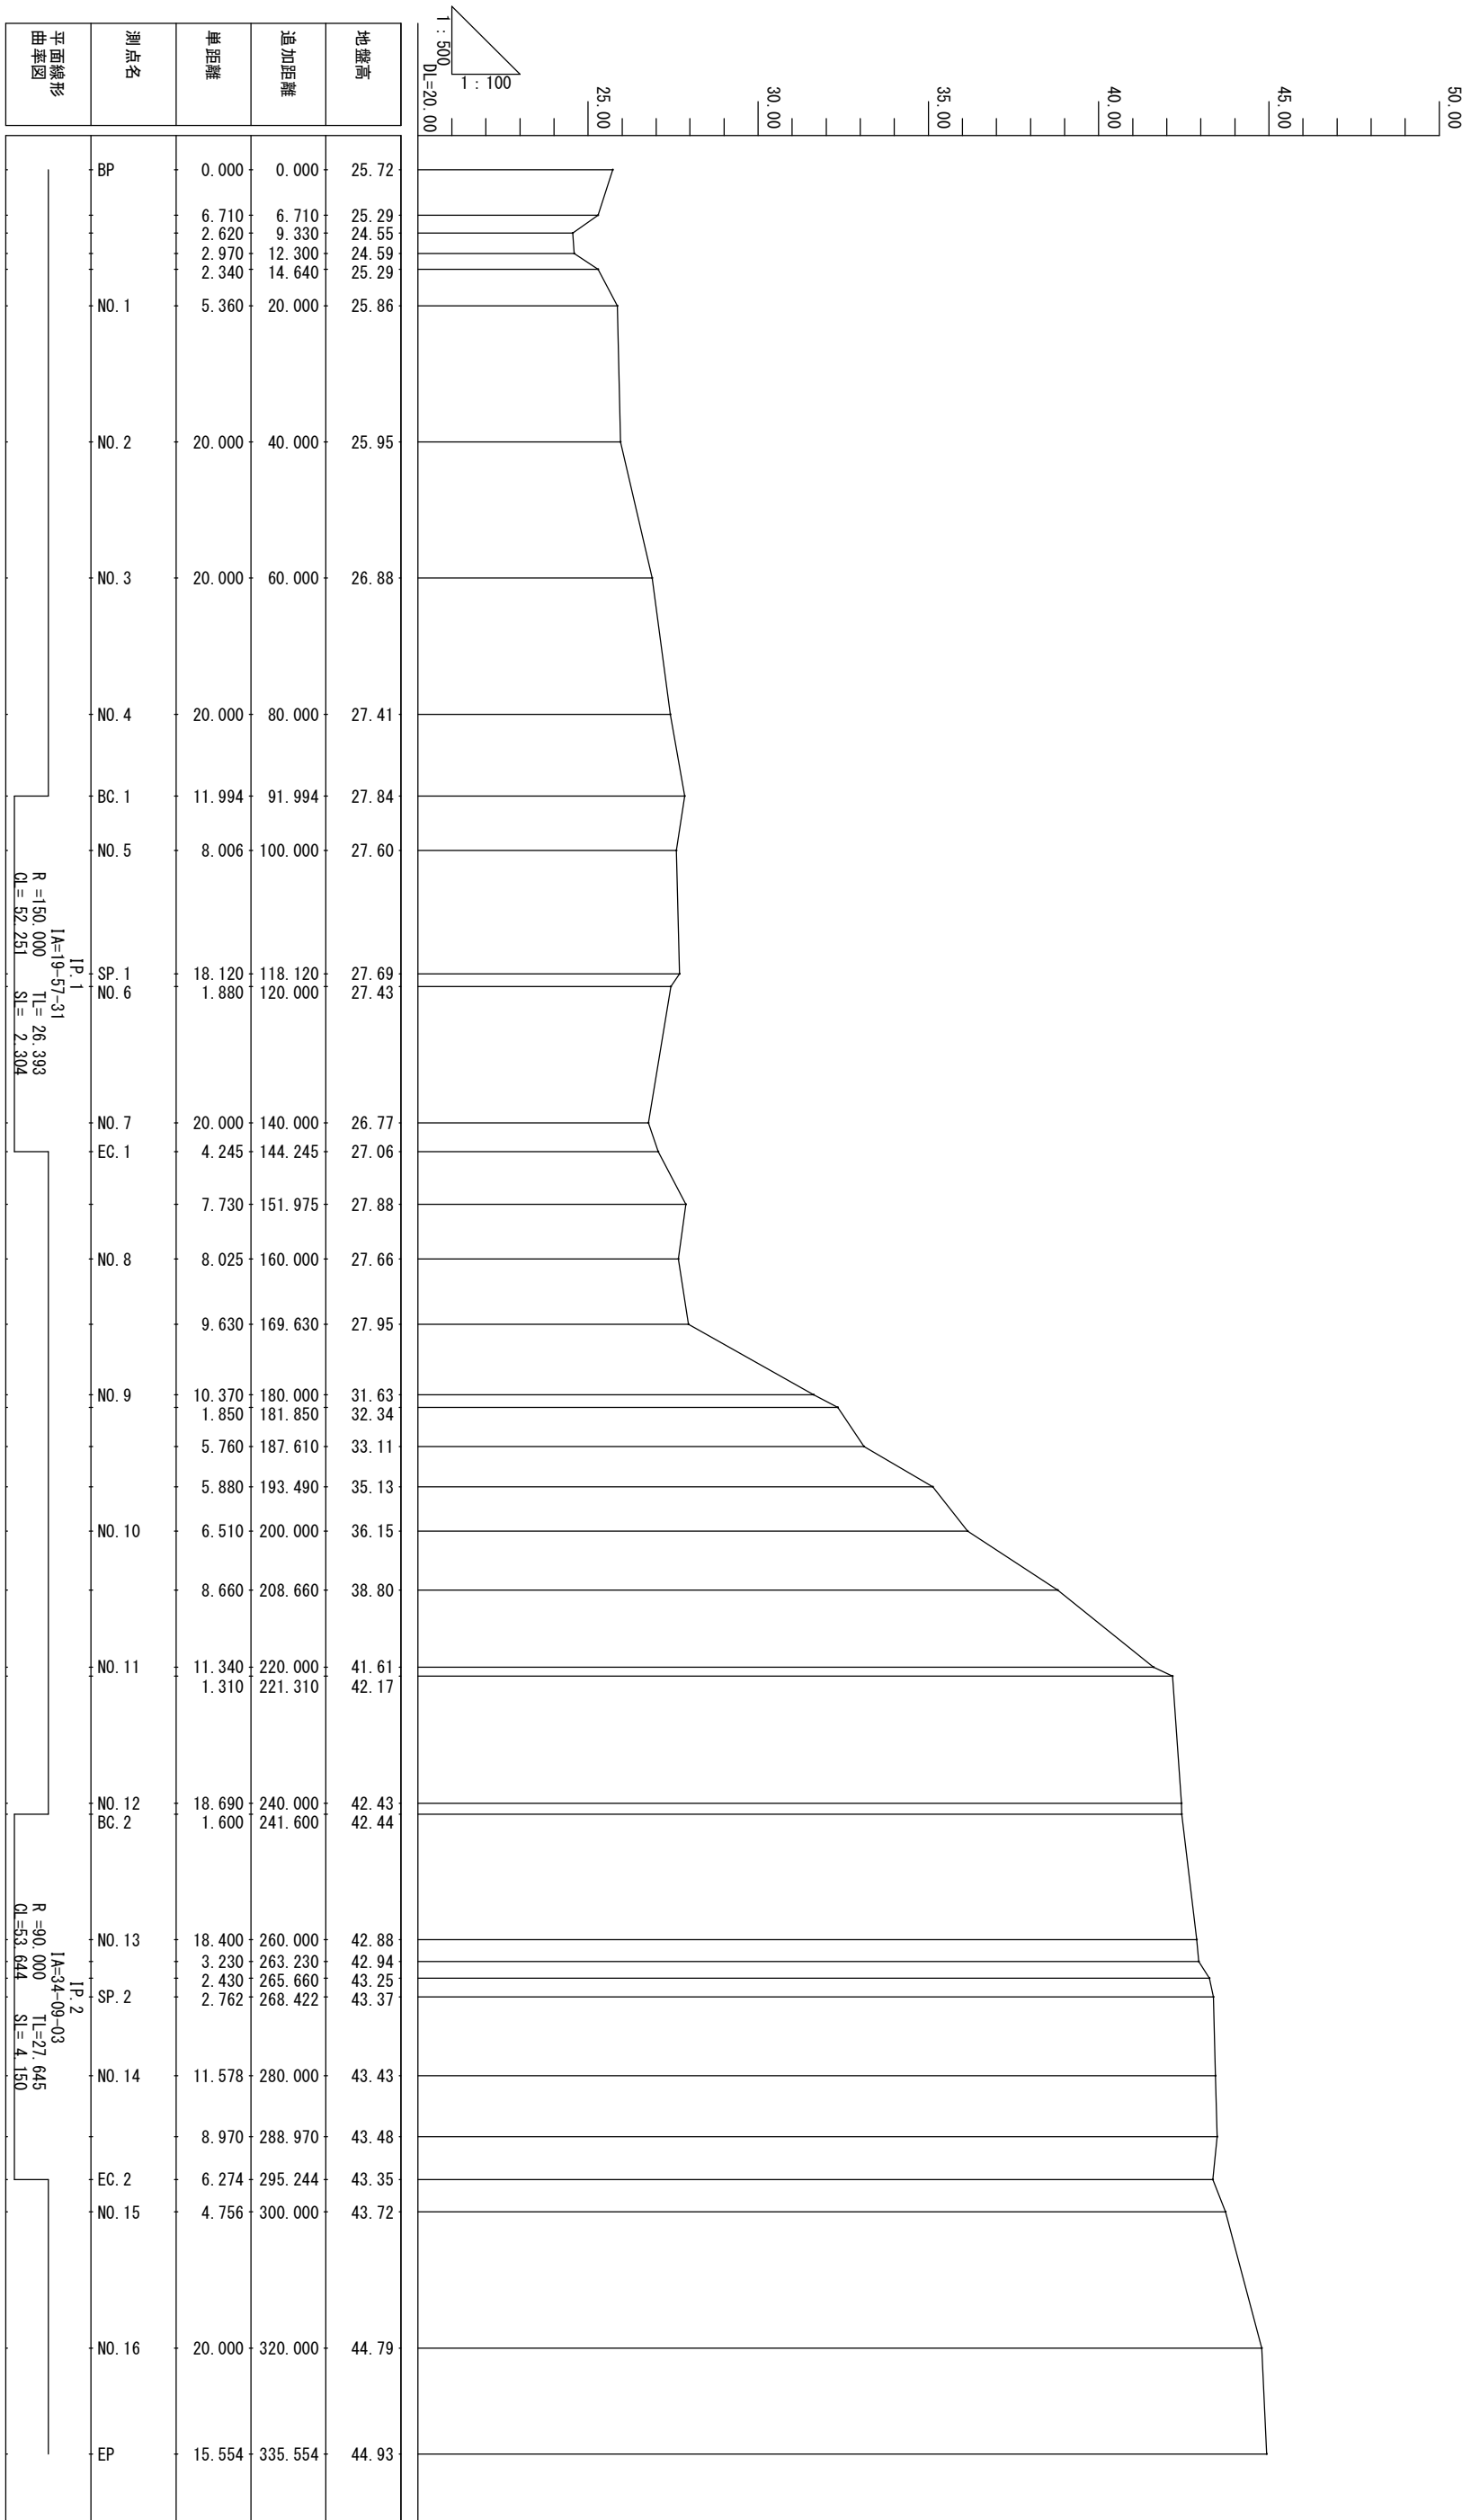 平面線形
曲率図
測点名
単距離
追加距離
地盤高
1 : 500
1 : 100
DL=20.00
25.00
30.00
35.00
40.00
45.00
50.00
BP 0.000 0.000 25.72
6.710 6.710 25.29
2.620 9.330 24.55
2.970 12.300 24.59
2.340 14.640 25.29
NO.1 5.360 20.000 25.86
NO.2 20.000 40.000 25.95
NO.3 20.000 60.000 26.88
NO.4 20.000 80.000 27.41
BC.1 11.994 91.994 27.84
NO.5 8.006 100.000 27.60
SP.1 18.120 118.120 27.69
NO.6 1.880 120.000 27.43
NO.7 20.000 140.000 26.77
EC.1 4.245 144.245 27.06
7.730 151.975 27.88
NO.8 8.025 160.000 27.66
9.630 169.630 27.95
NO.9 10.370 180.000 31.63
1.850 181.850 32.34
5.760 187.610 33.11
5.880 193.490 35.13
NO.10 6.510 200.000 36.15
8.660 208.660 38.80
NO.11 11.340 220.000 41.61
1.310 221.310 42.17
NO.12 18.690 240.000 42.43
BC.2 1.600 241.600 42.44
NO.13 18.400 260.000 42.88
3.230 263.230 42.94
2.430 265.660 43.25
SP.2 2.762 268.422 43.37
NO.14 11.578 280.000 43.43
8.970 288.970 43.48
EC.2 6.274 295.244 43.35
NO.15 4.756 300.000 43.72
NO.16 20.000 320.000 44.79
EP 15.554 335.554 44.93
IP.1
IA=19-57-31
R =150.000 TL= 26.393
CL= 52.251 SL= 2.304
IP.2
IA=34-09-03
R =90.000 TL=27.645
CL=53.644 SL= 4.150